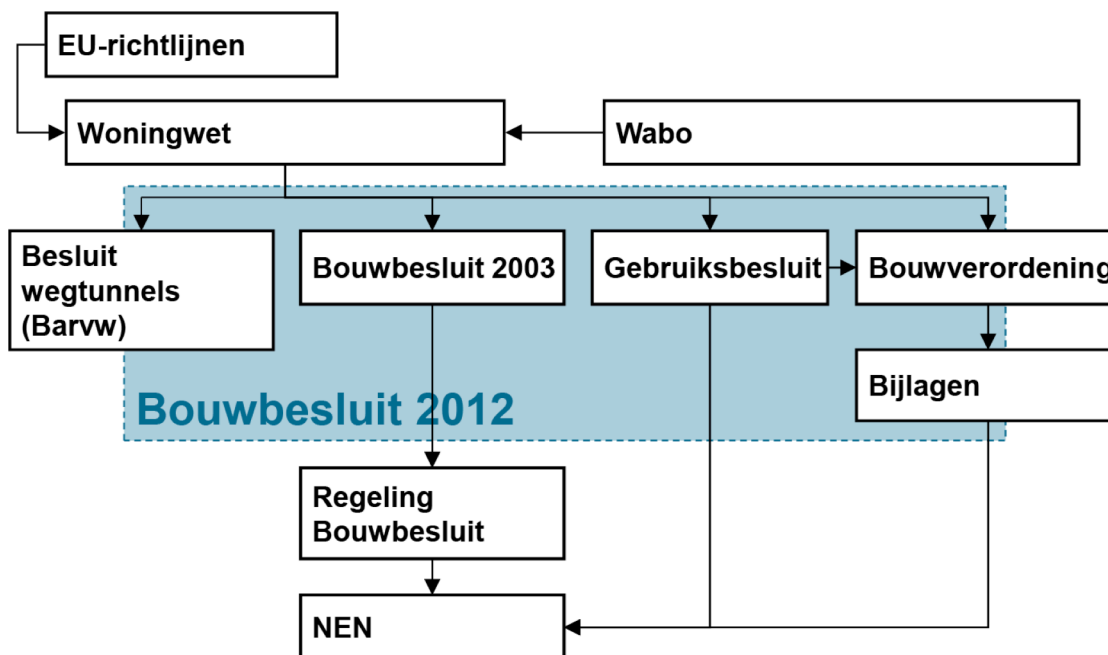 EU-richtlijnen
Woningwet
Wabo
Besluit
wegtunnels
(Barvw)
Bouwbesluit 2003
Gebruiksbesluit
Bouwverordening
Bijlagen
Bouwbesluit 2012
Regeling
Bouwbesluit
NEN